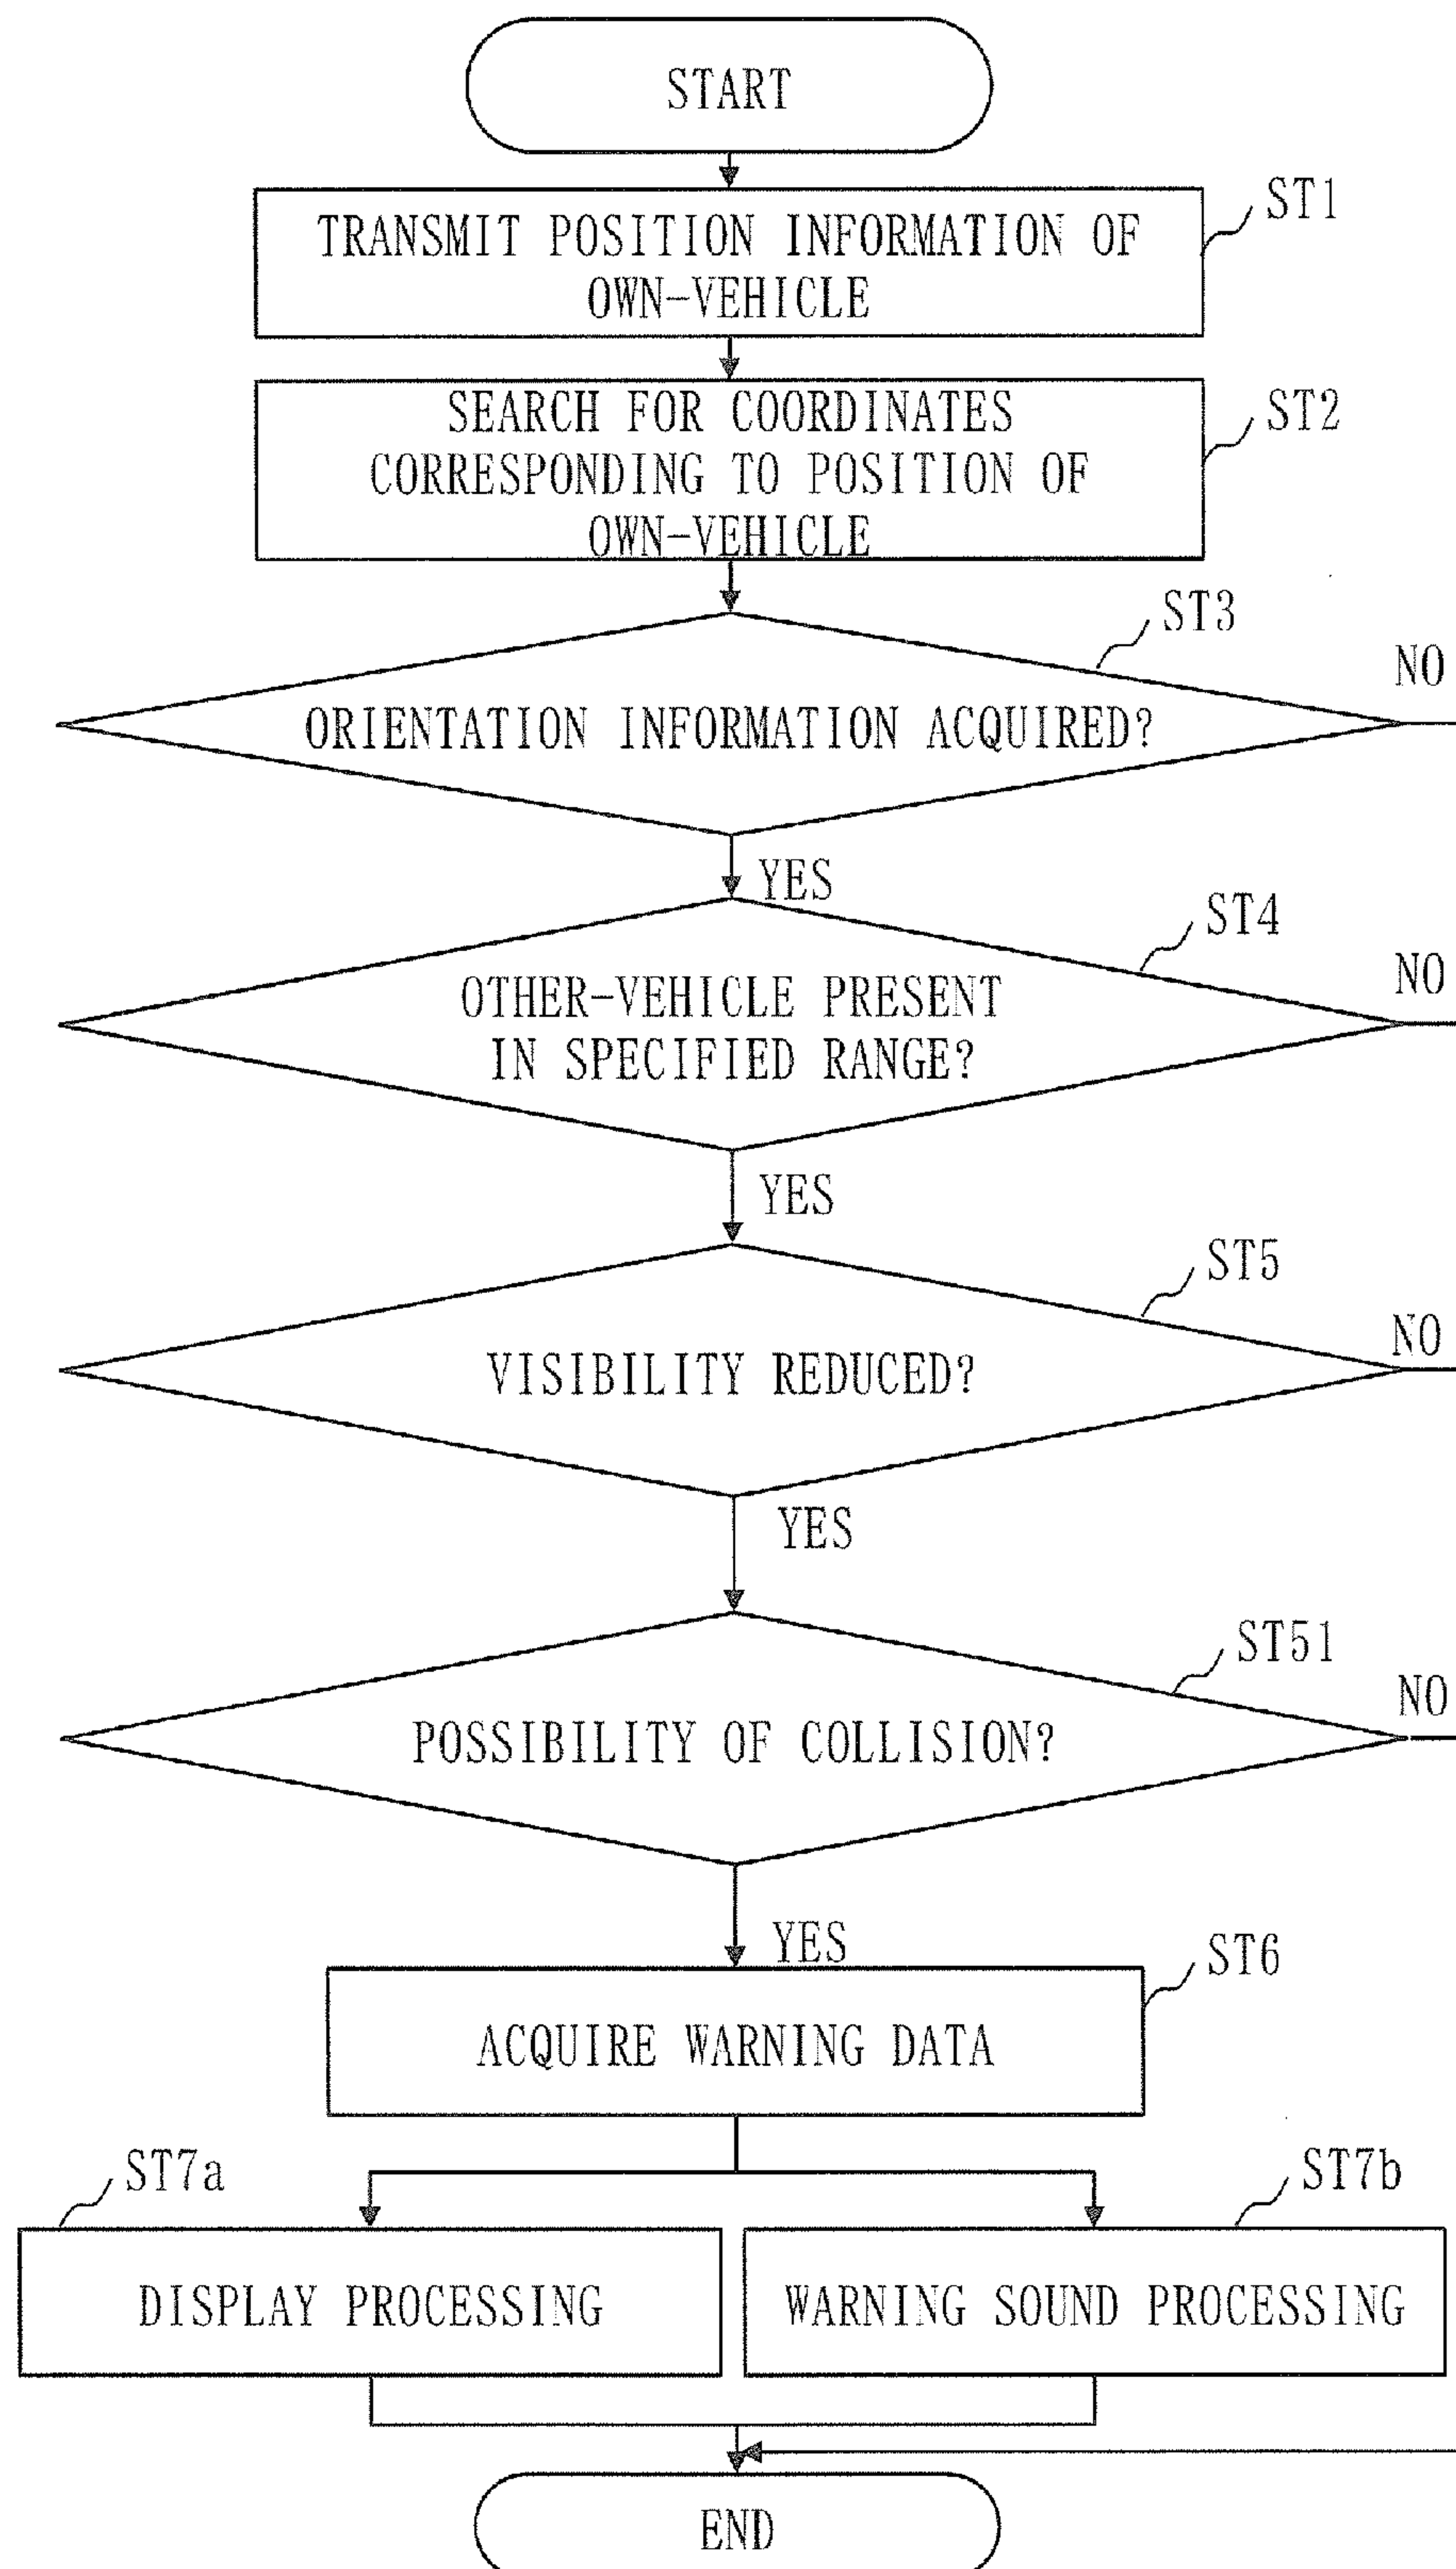 START
TRANSMIT POSITION INFORMATION OF
OWN-VEHICLE
ST1
SEARCH FOR COORDINATES
CORRESPONDING TO POSITION OF
OWN-VEHICLE
ST2
ST3
NO
ORIENTATION INFORMATION ACQUIRED?
YES
ST4
NO
OTHER-VEHICLE PRESENT
IN SPECIFIED RANGE?
YES
ST5
NO
VISIBILITY REDUCED?
YES
ST51
NO
POSSIBILITY OF COLLISION?
YES
ST6
ACQUIRE WARNING DATA
ST7a
ST7b
DISPLAY PROCESSING
WARNING SOUND PROCESSING
END